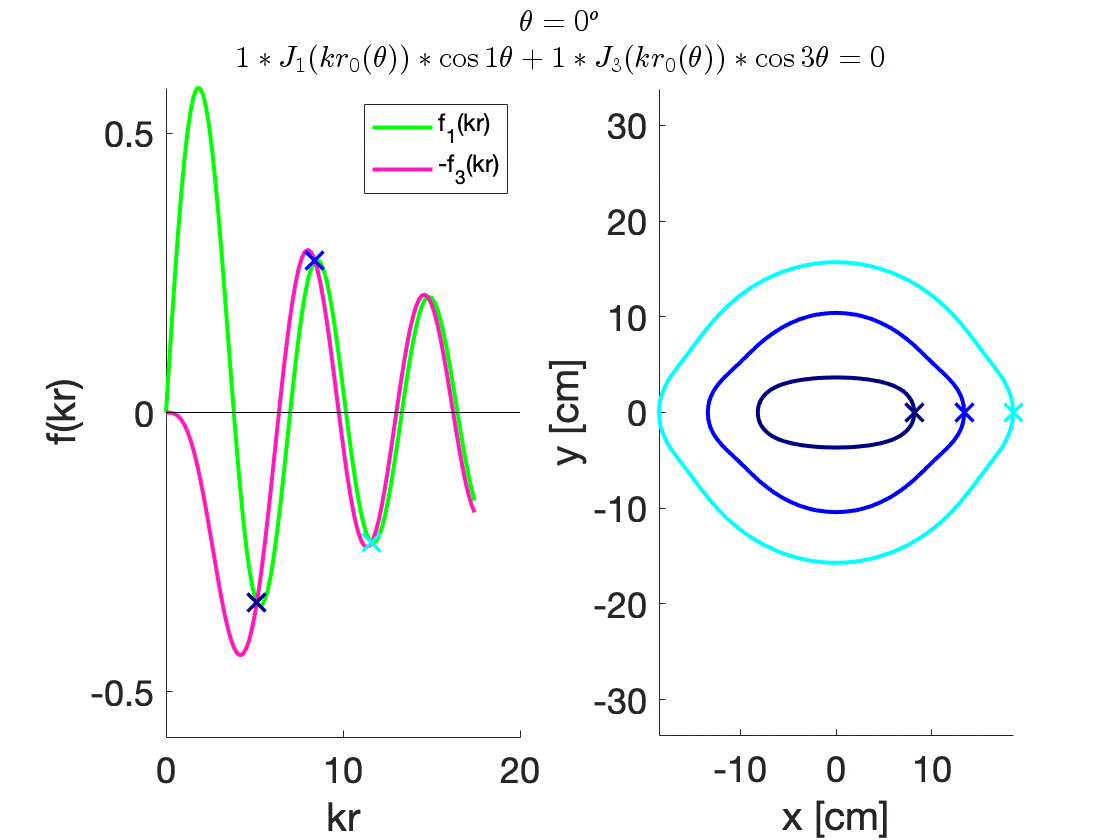 θ = 0°
1 * J₁(kr₀(θ)) * cos 1θ + 1 * J₃(kr₀(θ)) * cos 3θ = 0
f₁(kr)
-f₃(kr)
0.5
0
-0.5
f(kr)
0 10 20
kr
30
20
10
0
-10
-20
-30
y [cm]
-10 0 10
x [cm]